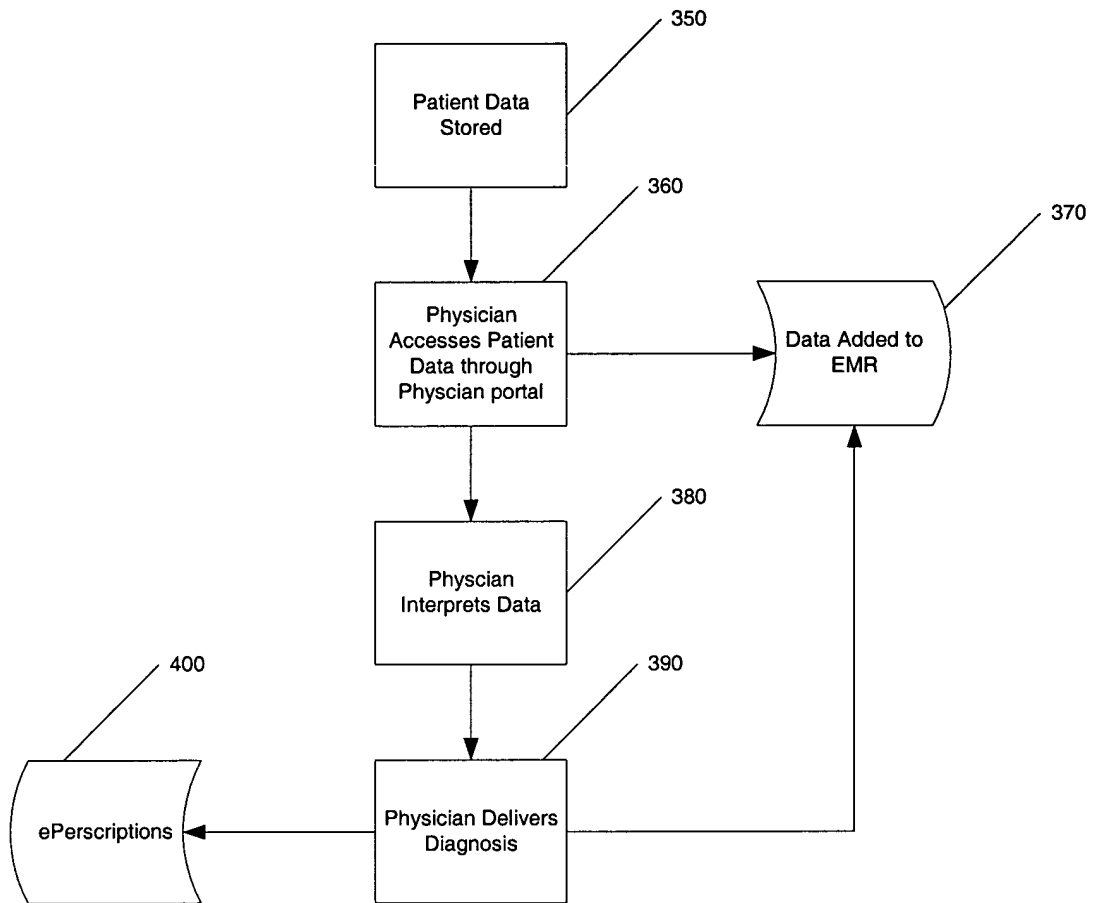 350
Patient Data
Stored
360
370
Physician
Accesses Patient
Data through
Physcian portal
Data Added to
EMR
380
Physcian
Interprets Data
400
390
ePerscriptions
Physician Delivers
Diagnosis